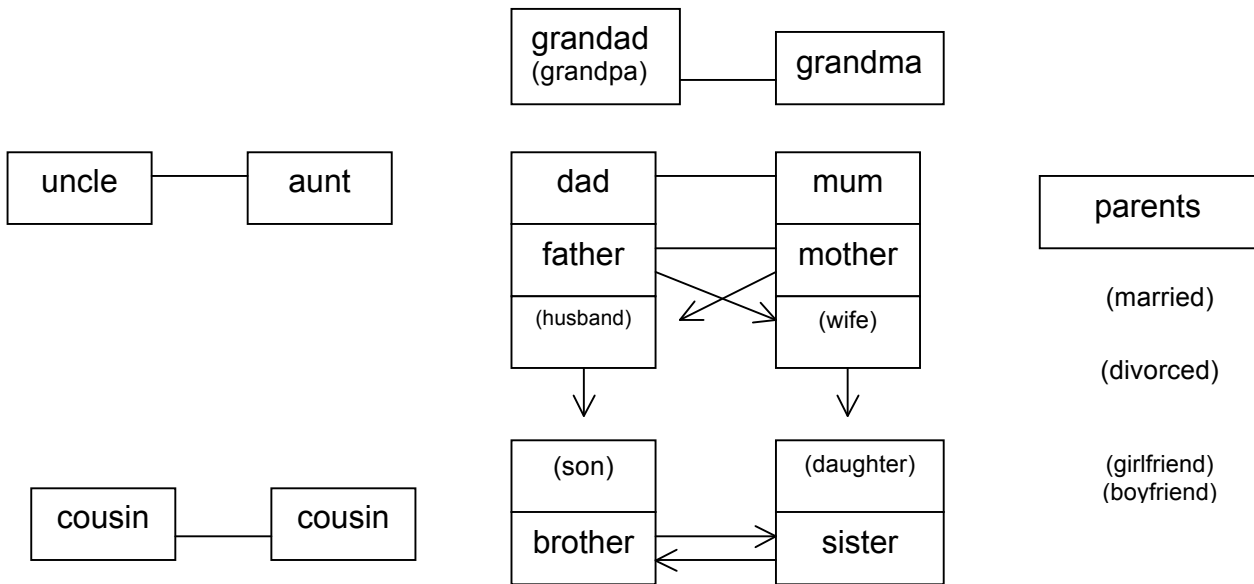 grandad
(grandpa)
grandma
uncle
aunt
dad
mum
parents
father
mother
(married)
(husband)
(wife)
(divorced)
(son)
(daughter)
(girlfriend)
(boyfriend)
cousin
cousin
brother
sister